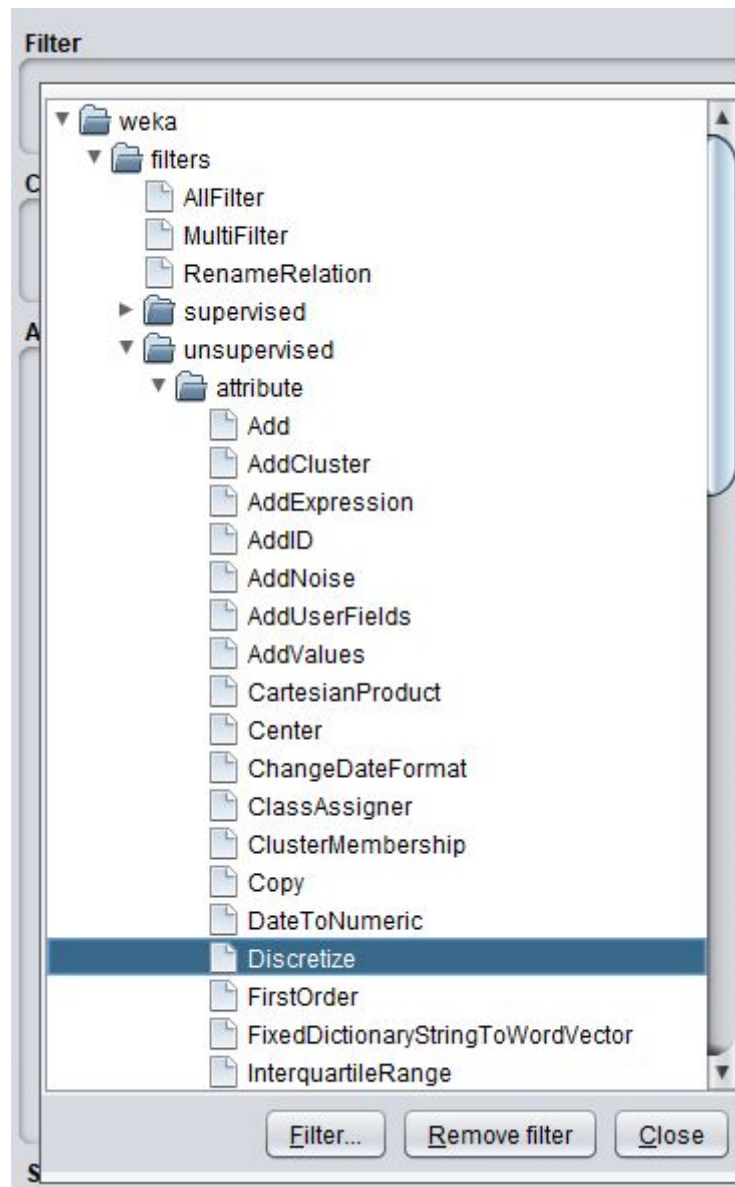 Filter
weka
filters
AllFilter
MultiFilter
RenameRelation
supervised
unsupervised
attribute
Add
AddCluster
AddExpression
AddID
AddNoise
AddUserFields
AddValues
CartesianProduct
Center
ChangeDateFormat
ClassAssigner
ClusterMembership
Copy
DateToNumeric
Discretize
FirstOrder
FixedDictionaryStringToWordVector
InterquartileRange
Filter... Remove filter Close